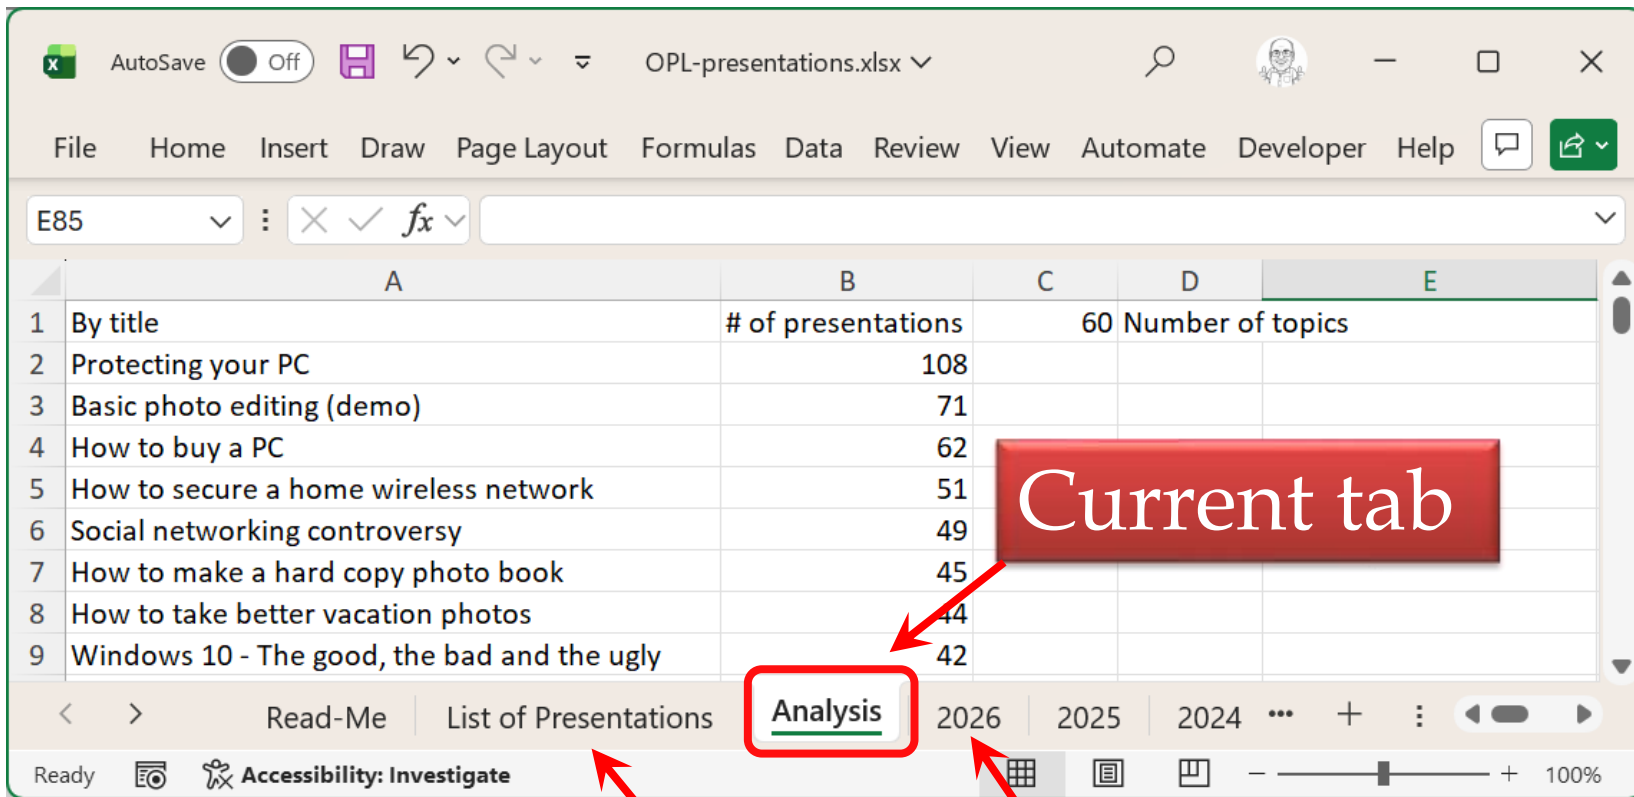 AutoSave Off OPL-presentations.xlsx
File Home Insert Draw Page Layout Formulas Data Review View Automate Developer Help
E85 fx
A B C D E
1 By title # of presentations 60 Number of topics
2 Protecting your PC 108
3 Basic photo editing (demo) 71
4 How to buy a PC 62
5 How to secure a home wireless network 51
6 Social networking controversy 49
7 How to make a hard copy photo book 45
8 How to take better vacation photos 44
9 Windows 10 - The good, the bad and the ugly 42
Current tab
Read-Me List of Presentations Analysis 2026 2025 2024 ••• +
Ready Accessibility: Investigate − + 100%